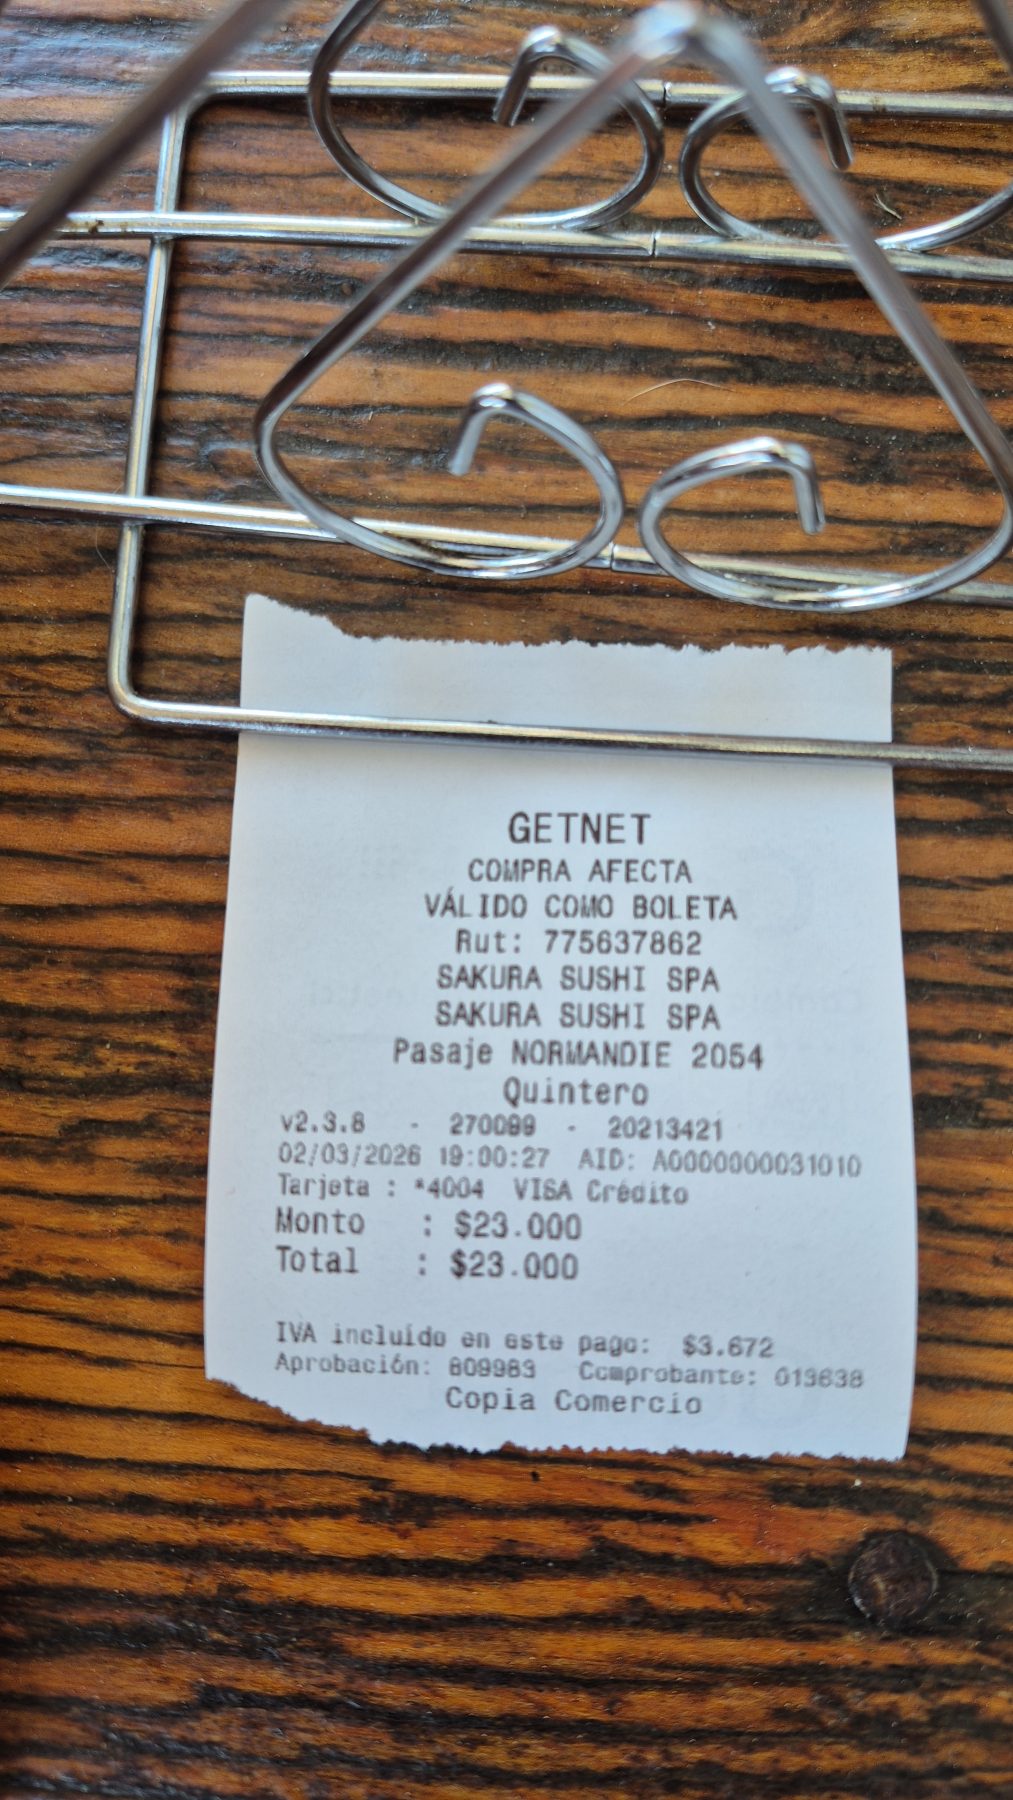 GETNET
COMPRA AFECTA
VÁLIDO COMO BOLETA
Rut: 775637862
SAKURA SUSHI SPA
SAKURA SUSHI SPA
Pasaje NORMANDIE 2054
Quintero
v2.3.8 - 270099 - 20213421
02/03/2026 19:00:27 AID: A0000000031010
Tarjeta : *4004 VISA Crédito
Monto : $23.000
Total : $23.000
IVA incluído en este pago: $3.672
Aprobación: 809983 Comprobante: 013638
Copia Comercio